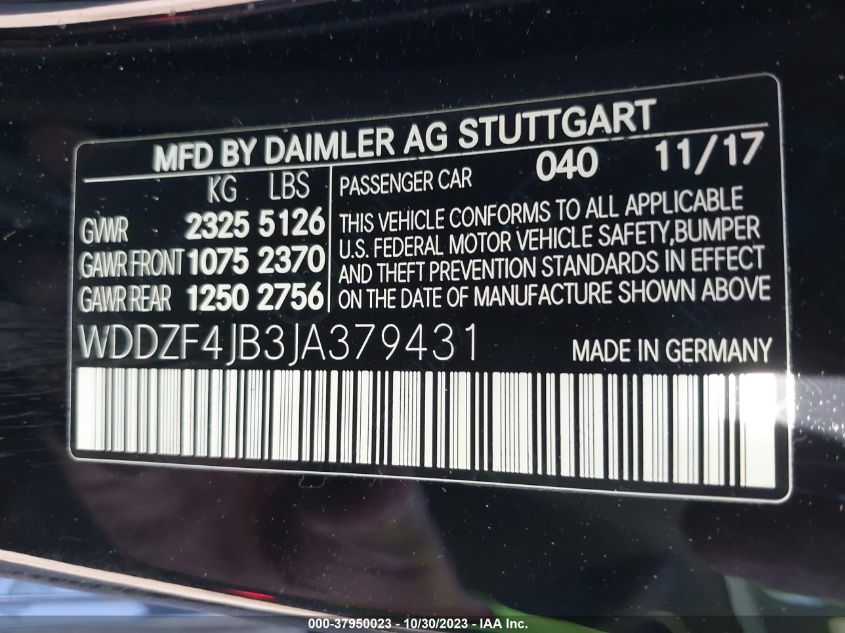 MFD BY DAIMLER AG STUTTGART
KG LBS
GVWR 2325 5126
GAWR FRONT 1075 2370
GAWR REAR 1250 2756
PASSENGER CAR 040 11/17
THIS VEHICLE CONFORMS TO ALL APPLICABLE
U.S. FEDERAL MOTOR VEHICLE SAFETY,BUMPER
AND THEFT PREVENTION STANDARDS IN EFFECT
ON THE DATE OF MANUFACTURE SHOWN ABOVE
WDDZF4JB3JA379431
MADE IN GERMANY
000-37950023 - 10/30/2023 - IAA Inc.